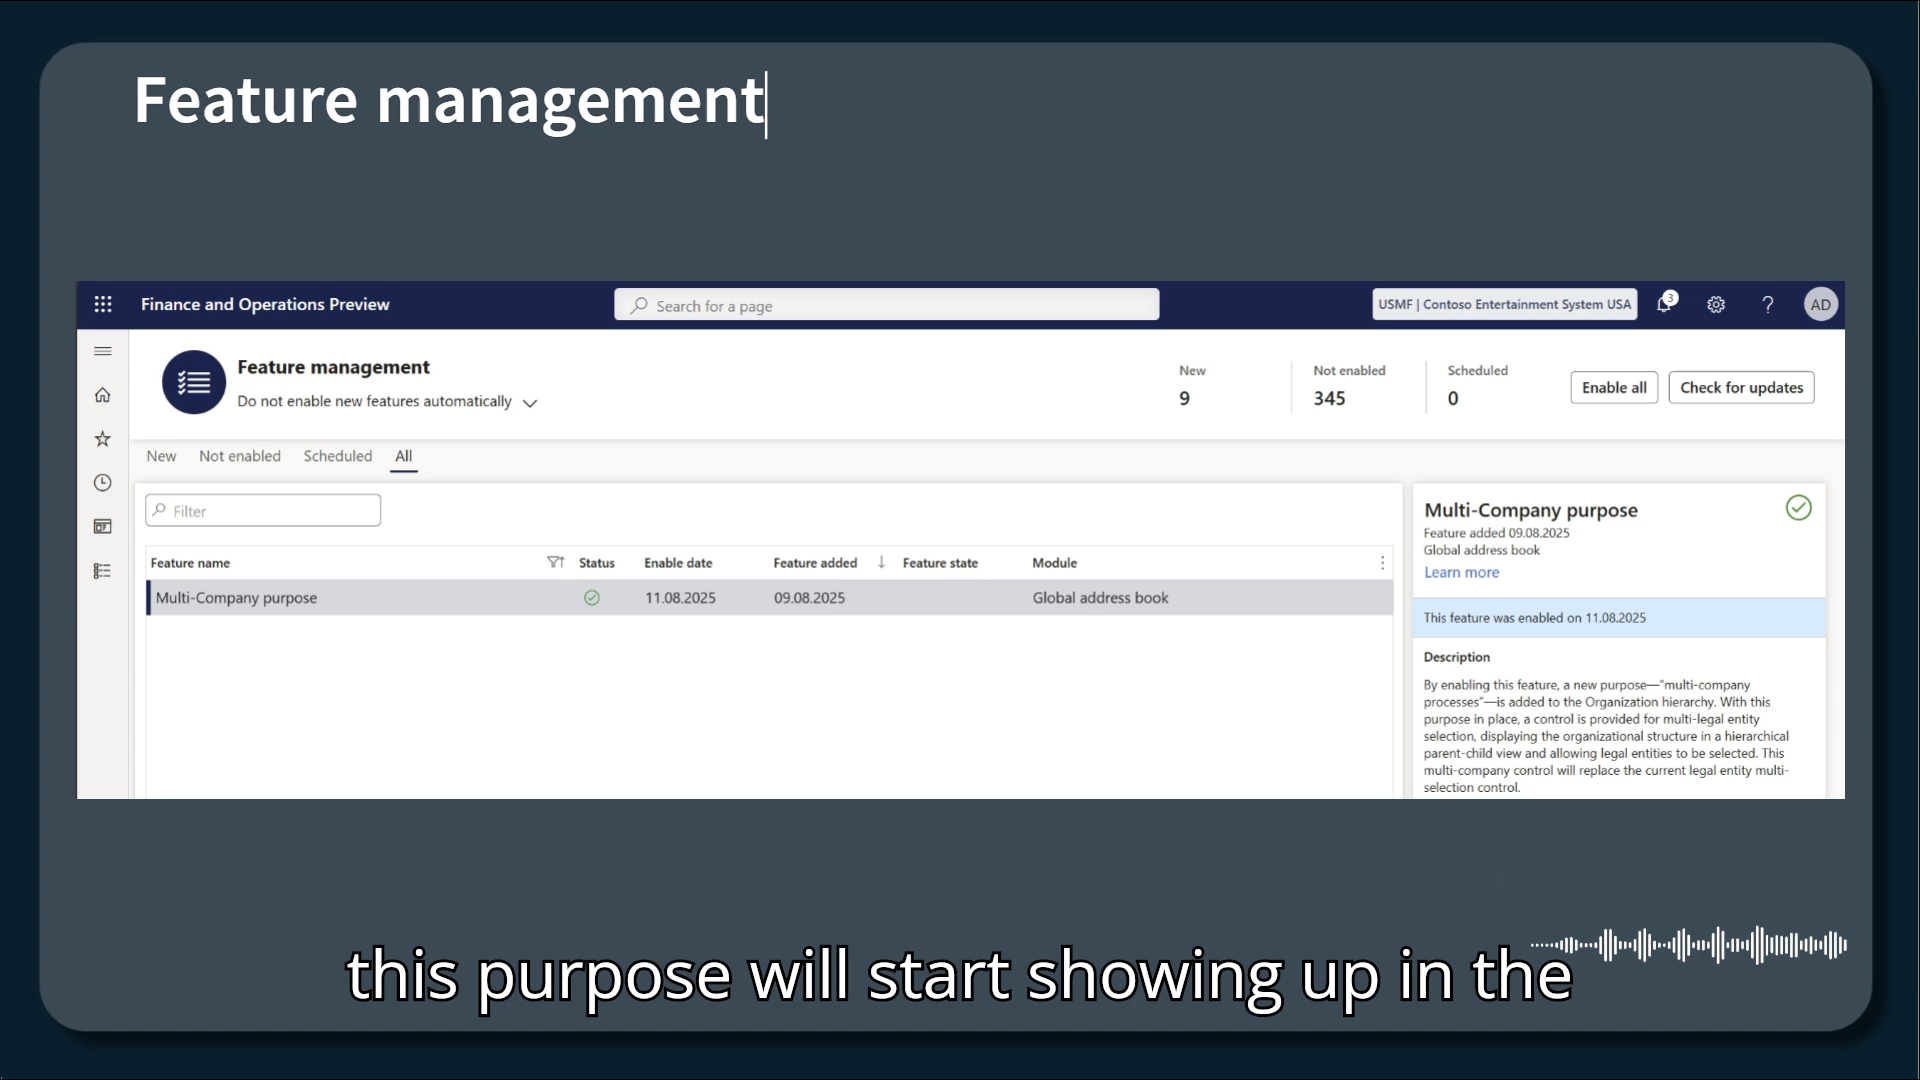 Feature management
Finance and Operations Preview
Search for a page
USMF | Contoso Entertainment System USA
3
?
AD
Feature management
Do not enable new features automatically
New
9
Not enabled
345
Scheduled
0
Enable all
Check for updates
New
Not enabled
Scheduled
All
Filter
Feature name
Status
Enable date
Feature added
Feature state
Module
Multi-Company purpose
11.08.2025
09.08.2025
Global address book
Multi-Company purpose
Feature added 09.08.2025
Global address book
Learn more
This feature was enabled on 11.08.2025
Description
By enabling this feature, a new purpose—“multi-company
processes”—is added to the Organization hierarchy. With this
purpose in place, a control is provided for multi-legal entity
selection, displaying the organizational structure in a hierarchical
parent-child view and allowing legal entities to be selected. This
multi-company control will replace the current legal entity multi-
selection control.
this purpose will start showing up in the